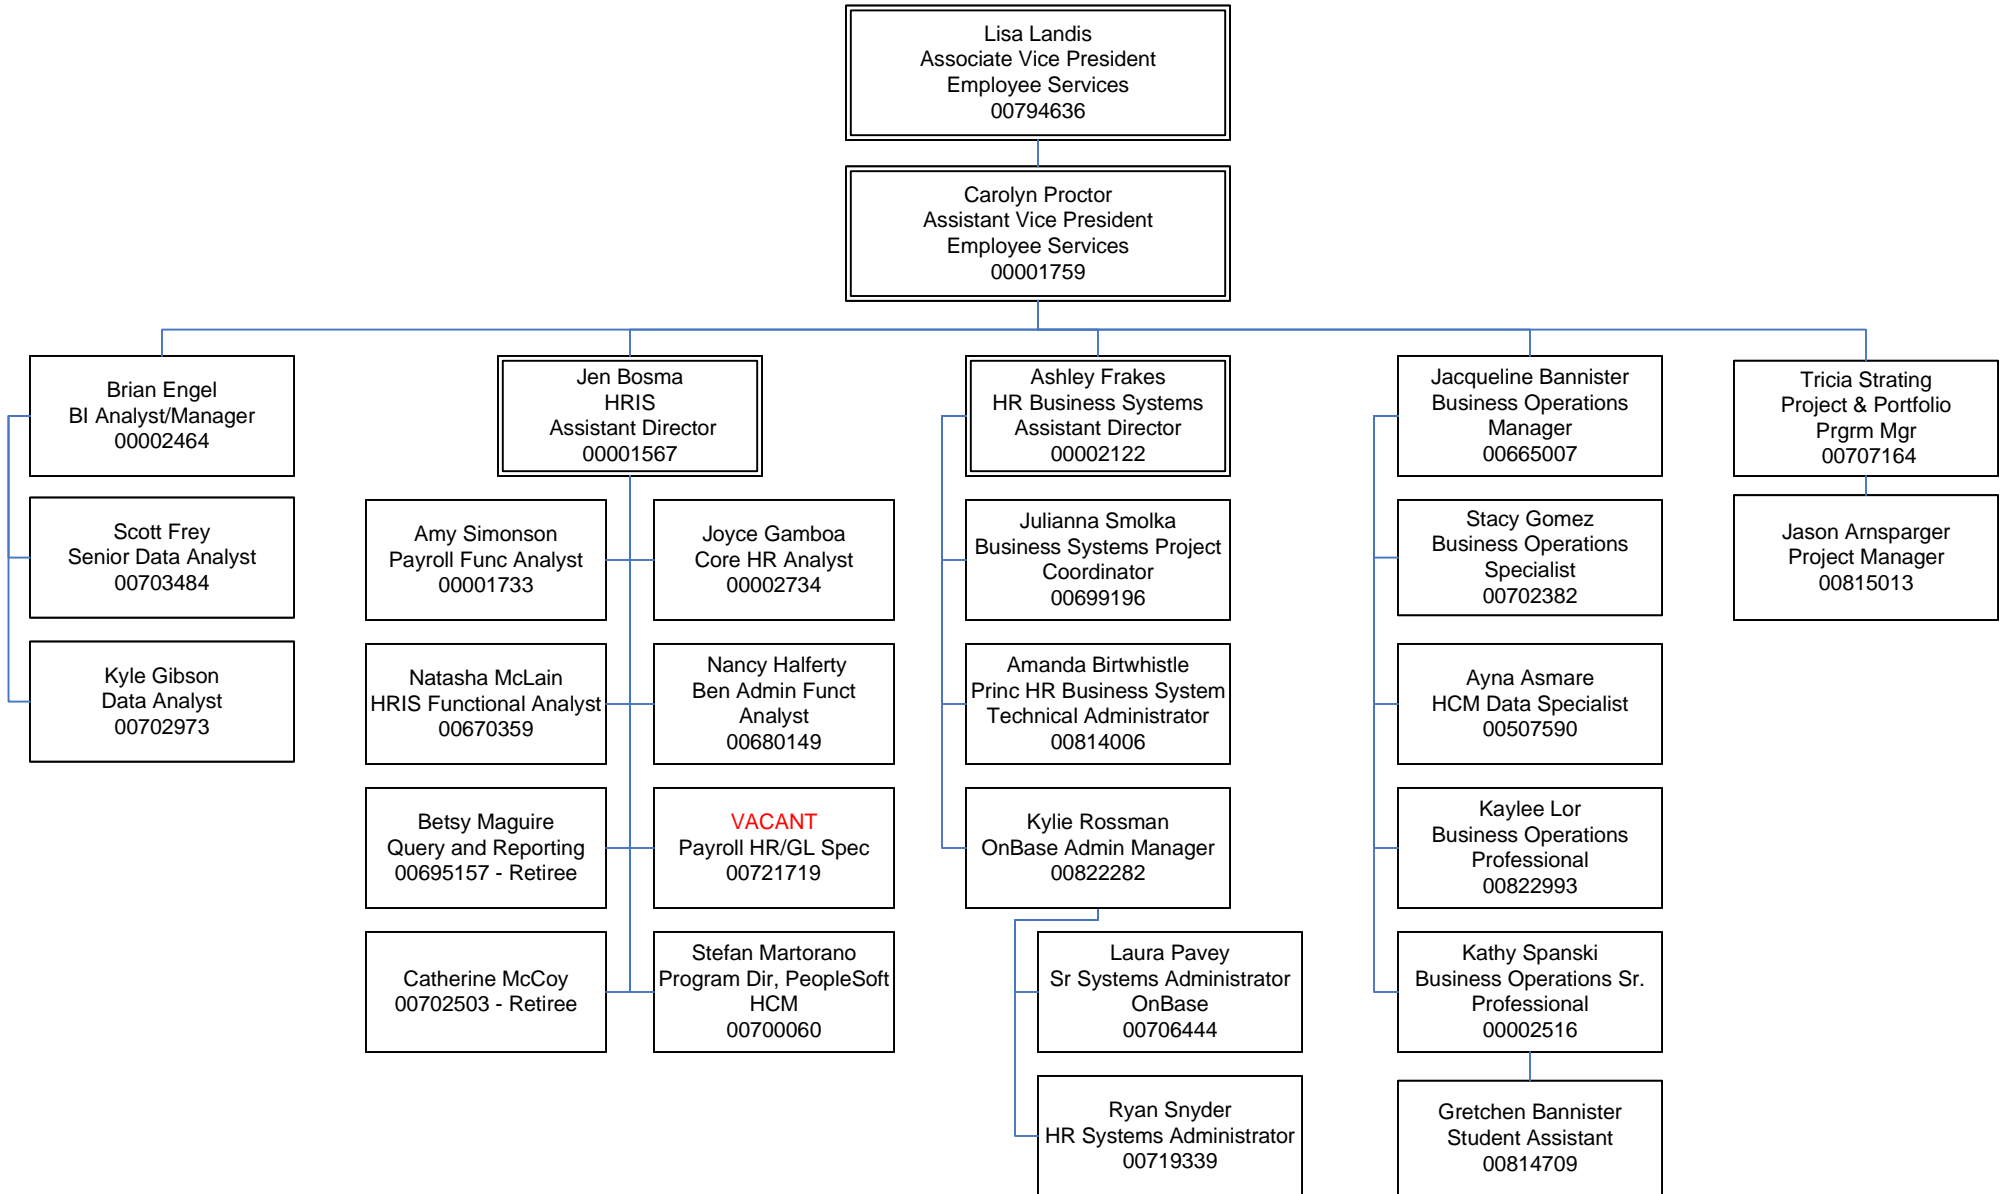 Lisa Landis
Associate Vice President
Employee Services
00794636
Carolyn Proctor
Assistant Vice President
Employee Services
00001759
Brian Engel
BI Analyst/Manager
00002464
Scott Frey
Senior Data Analyst
00703484
Kyle Gibson
Data Analyst
00702973
Jen Bosma
HRIS
Assistant Director
00001567
Amy Simonson
Payroll Func Analyst
00001733
Joyce Gamboa
Core HR Analyst
00002734
Natasha McLain
HRIS Functional Analyst
00670359
Nancy Halferty
Ben Admin Funct
Analyst
00680149
Betsy Maguire
Query and Reporting
00695157 - Retiree
VACANT
Payroll HR/GL Spec
00721719
Catherine McCoy
00702503 - Retiree
Stefan Martorano
Program Dir, PeopleSoft
HCM
00700060
Ashley Frakes
HR Business Systems
Assistant Director
00002122
Julianna Smolka
Business Systems Project
Coordinator
00699196
Amanda Birtwhistle
Princ HR Business System
Technical Administrator
00814006
Kylie Rossman
OnBase Admin Manager
00822282
Laura Pavey
Sr Systems Administrator
OnBase
00706444
Ryan Snyder
HR Systems Administrator
00719339
Jacqueline Bannister
Business Operations
Manager
00665007
Stacy Gomez
Business Operations
Specialist
00702382
Ayna Asmare
HCM Data Specialist
00507590
Kaylee Lor
Business Operations
Professional
00822993
Kathy Spanski
Business Operations Sr.
Professional
00002516
Gretchen Bannister
Student Assistant
00814709
Tricia Strating
Project & Portfolio
Prgrm Mgr
00707164
Jason Arnsparger
Project Manager
00815013